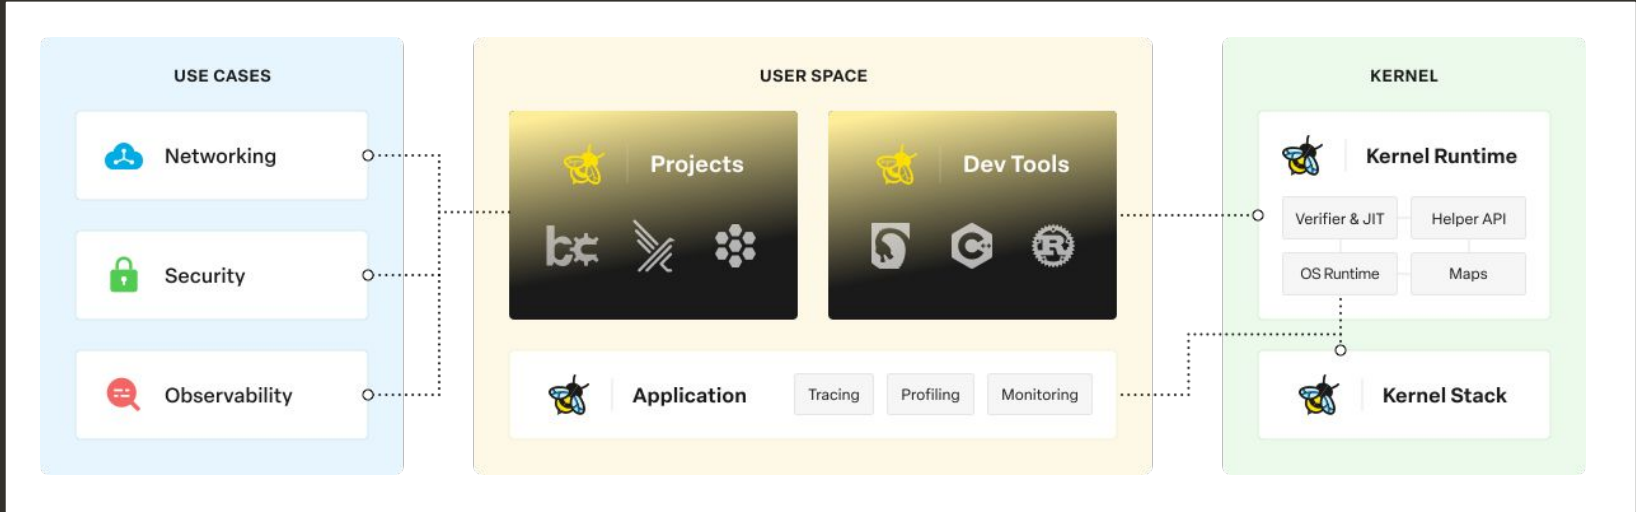 USE CASES
Networking
Security
Observability
USER SPACE
Projects
bc
Dev Tools
C++
R
Application
Tracing
Profiling
Monitoring
KERNEL
Kernel Runtime
Verifier & JIT
Helper API
OS Runtime
Maps
Kernel Stack